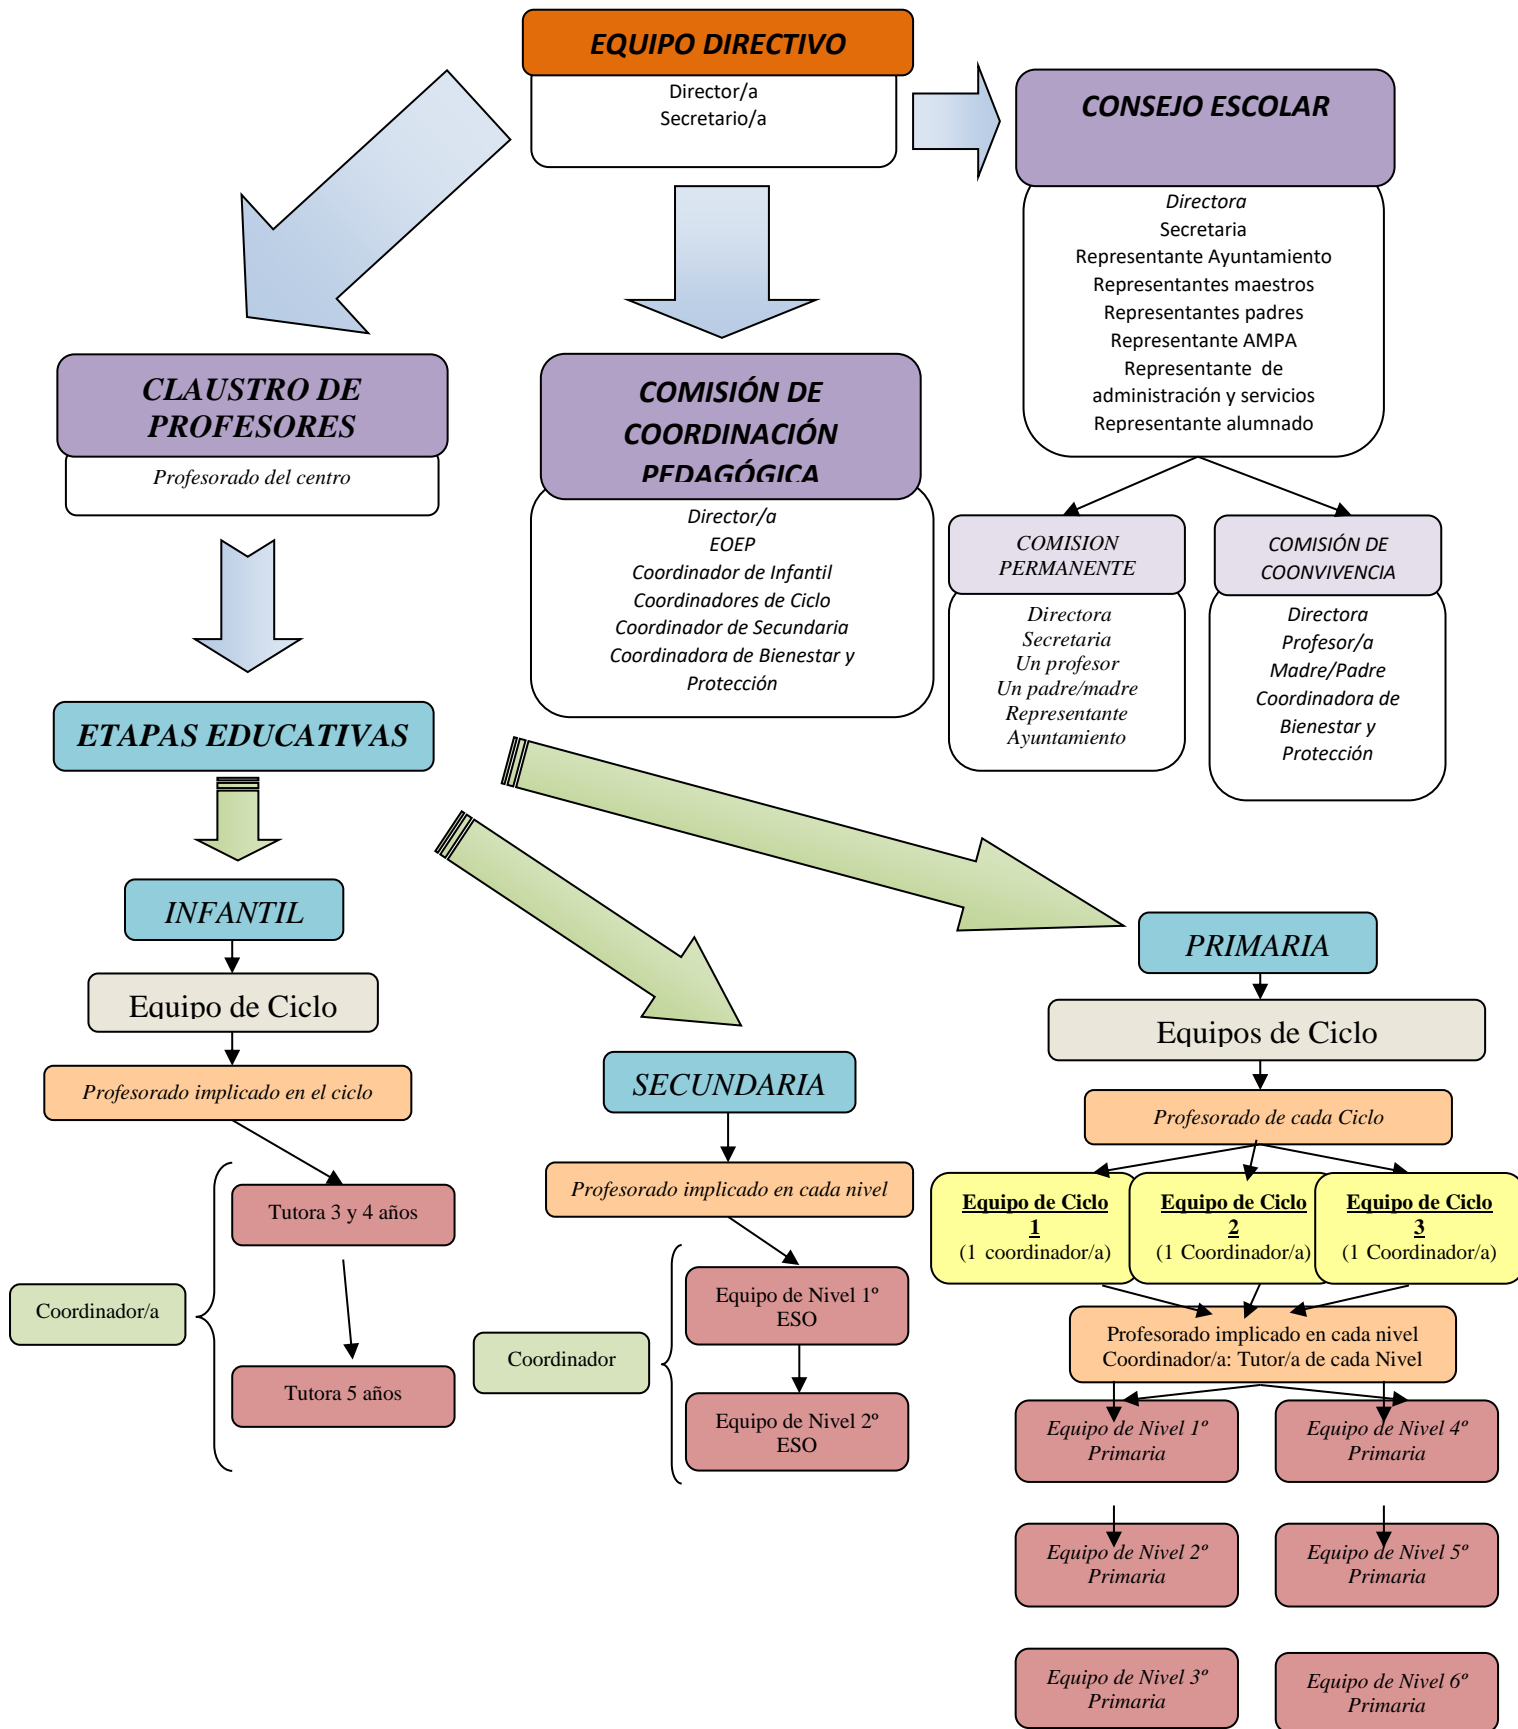 EQUIPO DIRECTIVO
Director/a
Secretario/a
CONSEJO ESCOLAR
Directora
Secretaria
Representante Ayuntamiento
Representantes maestros
Representantes padres
Representante AMPA
Representante de
administración y servicios
Representante alumnado
CLAUSTRO DE
PROFESORES
Profesorado del centro
COMISIÓN DE
COORDINACIÓN
PEDAGÓGICA
Director/a
EOEP
Coordinador de Infantil
Coordinadores de Ciclo
Coordinador de Secundaria
Coordinadora de Bienestar y
Protección
COMISION
PERMANENTE
Directora
Secretaria
Un profesor
Un padre/madre
Representante
Ayuntamiento
COMISIÓN DE
COONVIVENCIA
Directora
Profesor/a
Madre/Padre
Coordinadora de
Bienestar y
Protección
ETAPAS EDUCATIVAS
INFANTIL
Equipo de Ciclo
Profesorado implicado en el ciclo
Tutora 3 y 4 años
Coordinador/a
Tutora 5 años
SECUNDARIA
Profesorado implicado en cada nivel
Equipo de Nivel 1º
ESO
Coordinador
Equipo de Nivel 2º
ESO
PRIMARIA
Equipos de Ciclo
Profesorado de cada Ciclo
Equipo de Ciclo
1
(1 coordinador/a)
Equipo de Ciclo
2
(1 Coordinador/a)
Equipo de Ciclo
3
(1 Coordinador/a)
Profesorado implicado en cada nivel
Coordinador/a: Tutor/a de cada Nivel
Equipo de Nivel 1º
Primaria
Equipo de Nivel 4º
Primaria
Equipo de Nivel 2º
Primaria
Equipo de Nivel 5º
Primaria
Equipo de Nivel 3º
Primaria
Equipo de Nivel 6º
Primaria